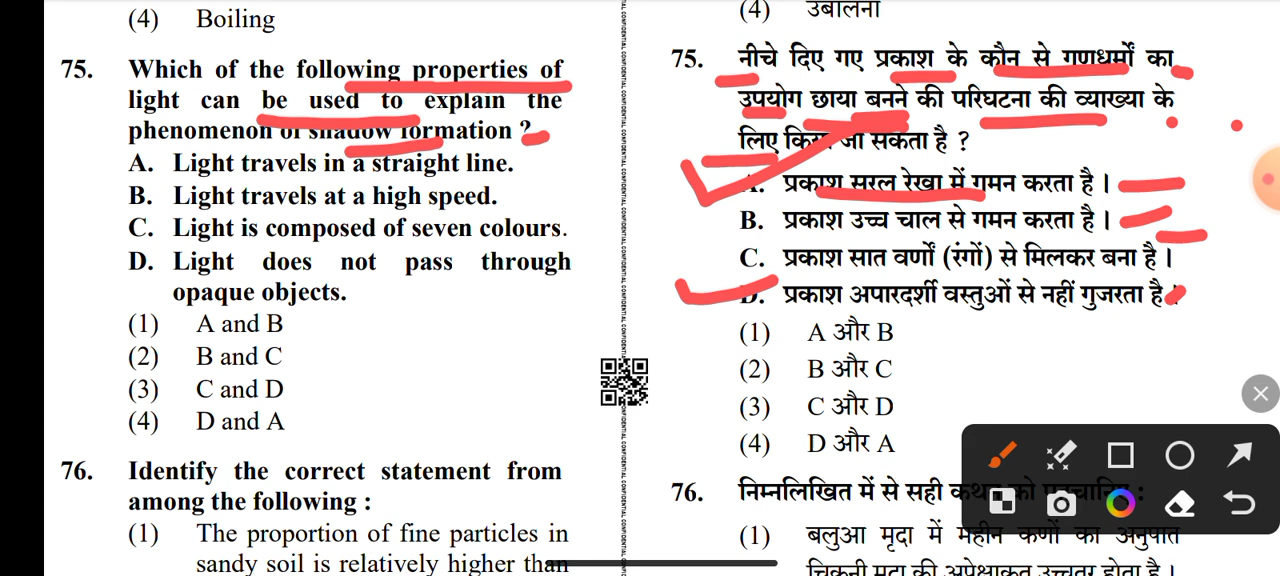 (4) Boiling
75. Which of the following properties of
light can be used to explain the
phenomenon of shadow formation ?
A. Light travels in a straight line.
B. Light travels at a high speed.
C. Light is composed of seven colours.
D. Light does not pass through
opaque objects.
(1) A and B
(2) B and C
(3) C and D
(4) D and A
76. Identify the correct statement from
among the following :
(1) The proportion of fine particles in
sandy soil is relatively higher than
(4) उबालना
75. नीचे दिए गए प्रकाश के कौन से गुणधर्मों का
उपयोग छाया बनने की परिघटना की व्याख्या के
लिए किया जा सकता है ?
A. प्रकाश सरल रेखा में गमन करता है ।
B. प्रकाश उच्च चाल से गमन करता है ।
C. प्रकाश सात वर्णों (रंगों) से मिलकर बना है ।
D. प्रकाश अपारदर्शी वस्तुओं से नहीं गुजरता है ।
(1) A और B
(2) B और C
(3) C और D
(4) D और A
76. निम्नलिखित में से सही कथन को पहचानिए :
(1) बलुआ मृदा में महीन कणों का अनुपात
चिकनी मृदा की अपेक्षाकृत उच्चतर होता है ।